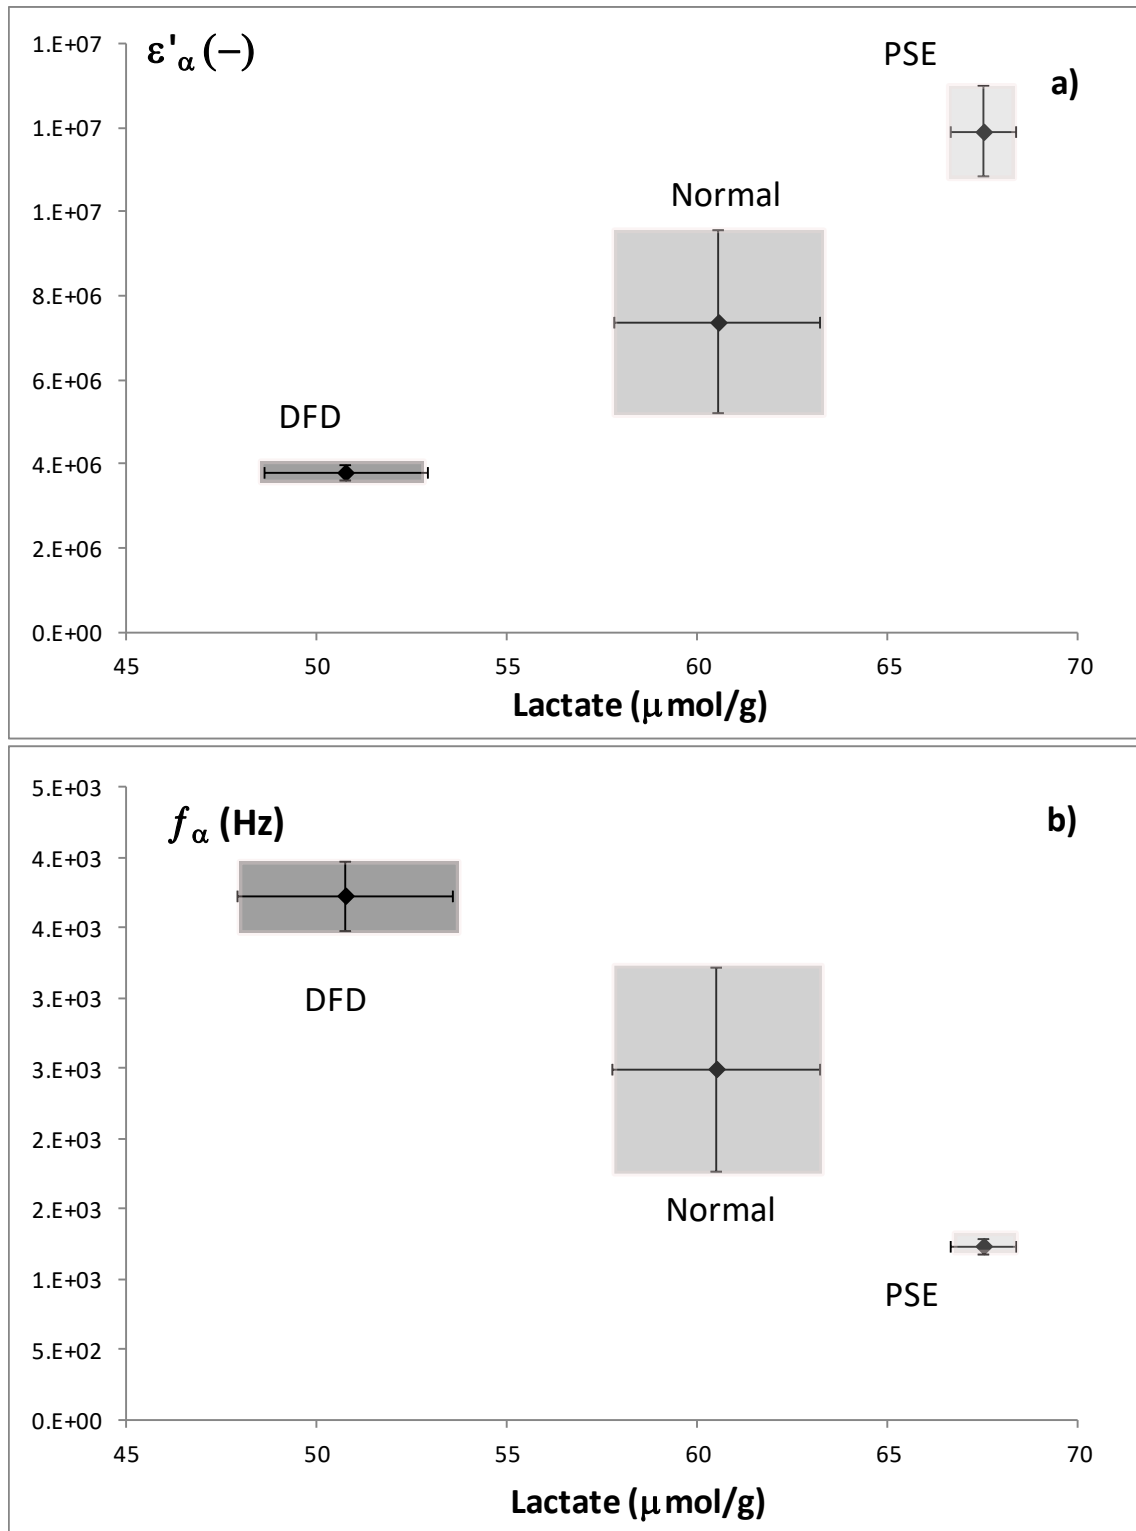 ε'α (−)
PSE
a)
1.E+07
1.E+07
Normal
1.E+07
8.E+06
6.E+06
DFD
4.E+06
2.E+06
0.E+00
45 50 55 60 65 70
Lactate (μ mol/g)
5.E+03
fα (Hz)
b)
4.E+03
4.E+03
DFD
3.E+03
3.E+03
2.E+03
Normal
2.E+03
1.E+03
PSE
5.E+02
0.E+00
45 50 55 60 65 70
Lactate (μ mol/g)